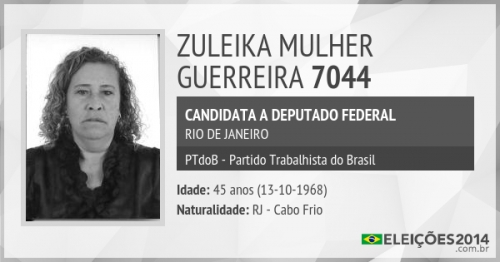 ZULEIKA MULHER
GUERREIRA 7044
CANDIDATA A DEPUTADO FEDERAL
RIO DE JANEIRO
PTdoB - Partido Trabalhista do Brasil
Idade: 45 anos (13-10-1968)
Naturalidade: RJ - Cabo Frio
ELEIÇÕES2014
.com.br